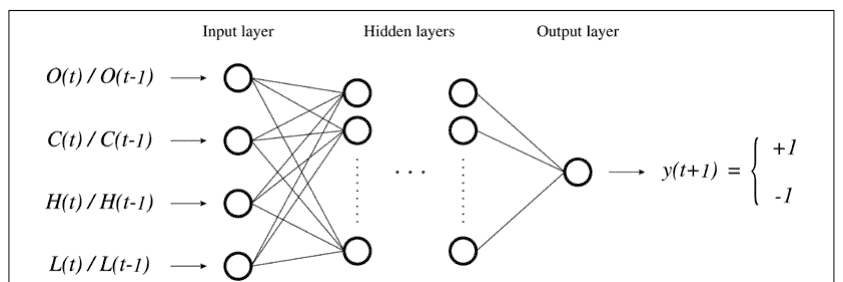 Input layer Hidden layers Output layer
O(t) / O(t-1)
C(t) / C(t-1)
H(t) / H(t-1)
L(t) / L(t-1)
. . .
y(t+1) = { +1
-1